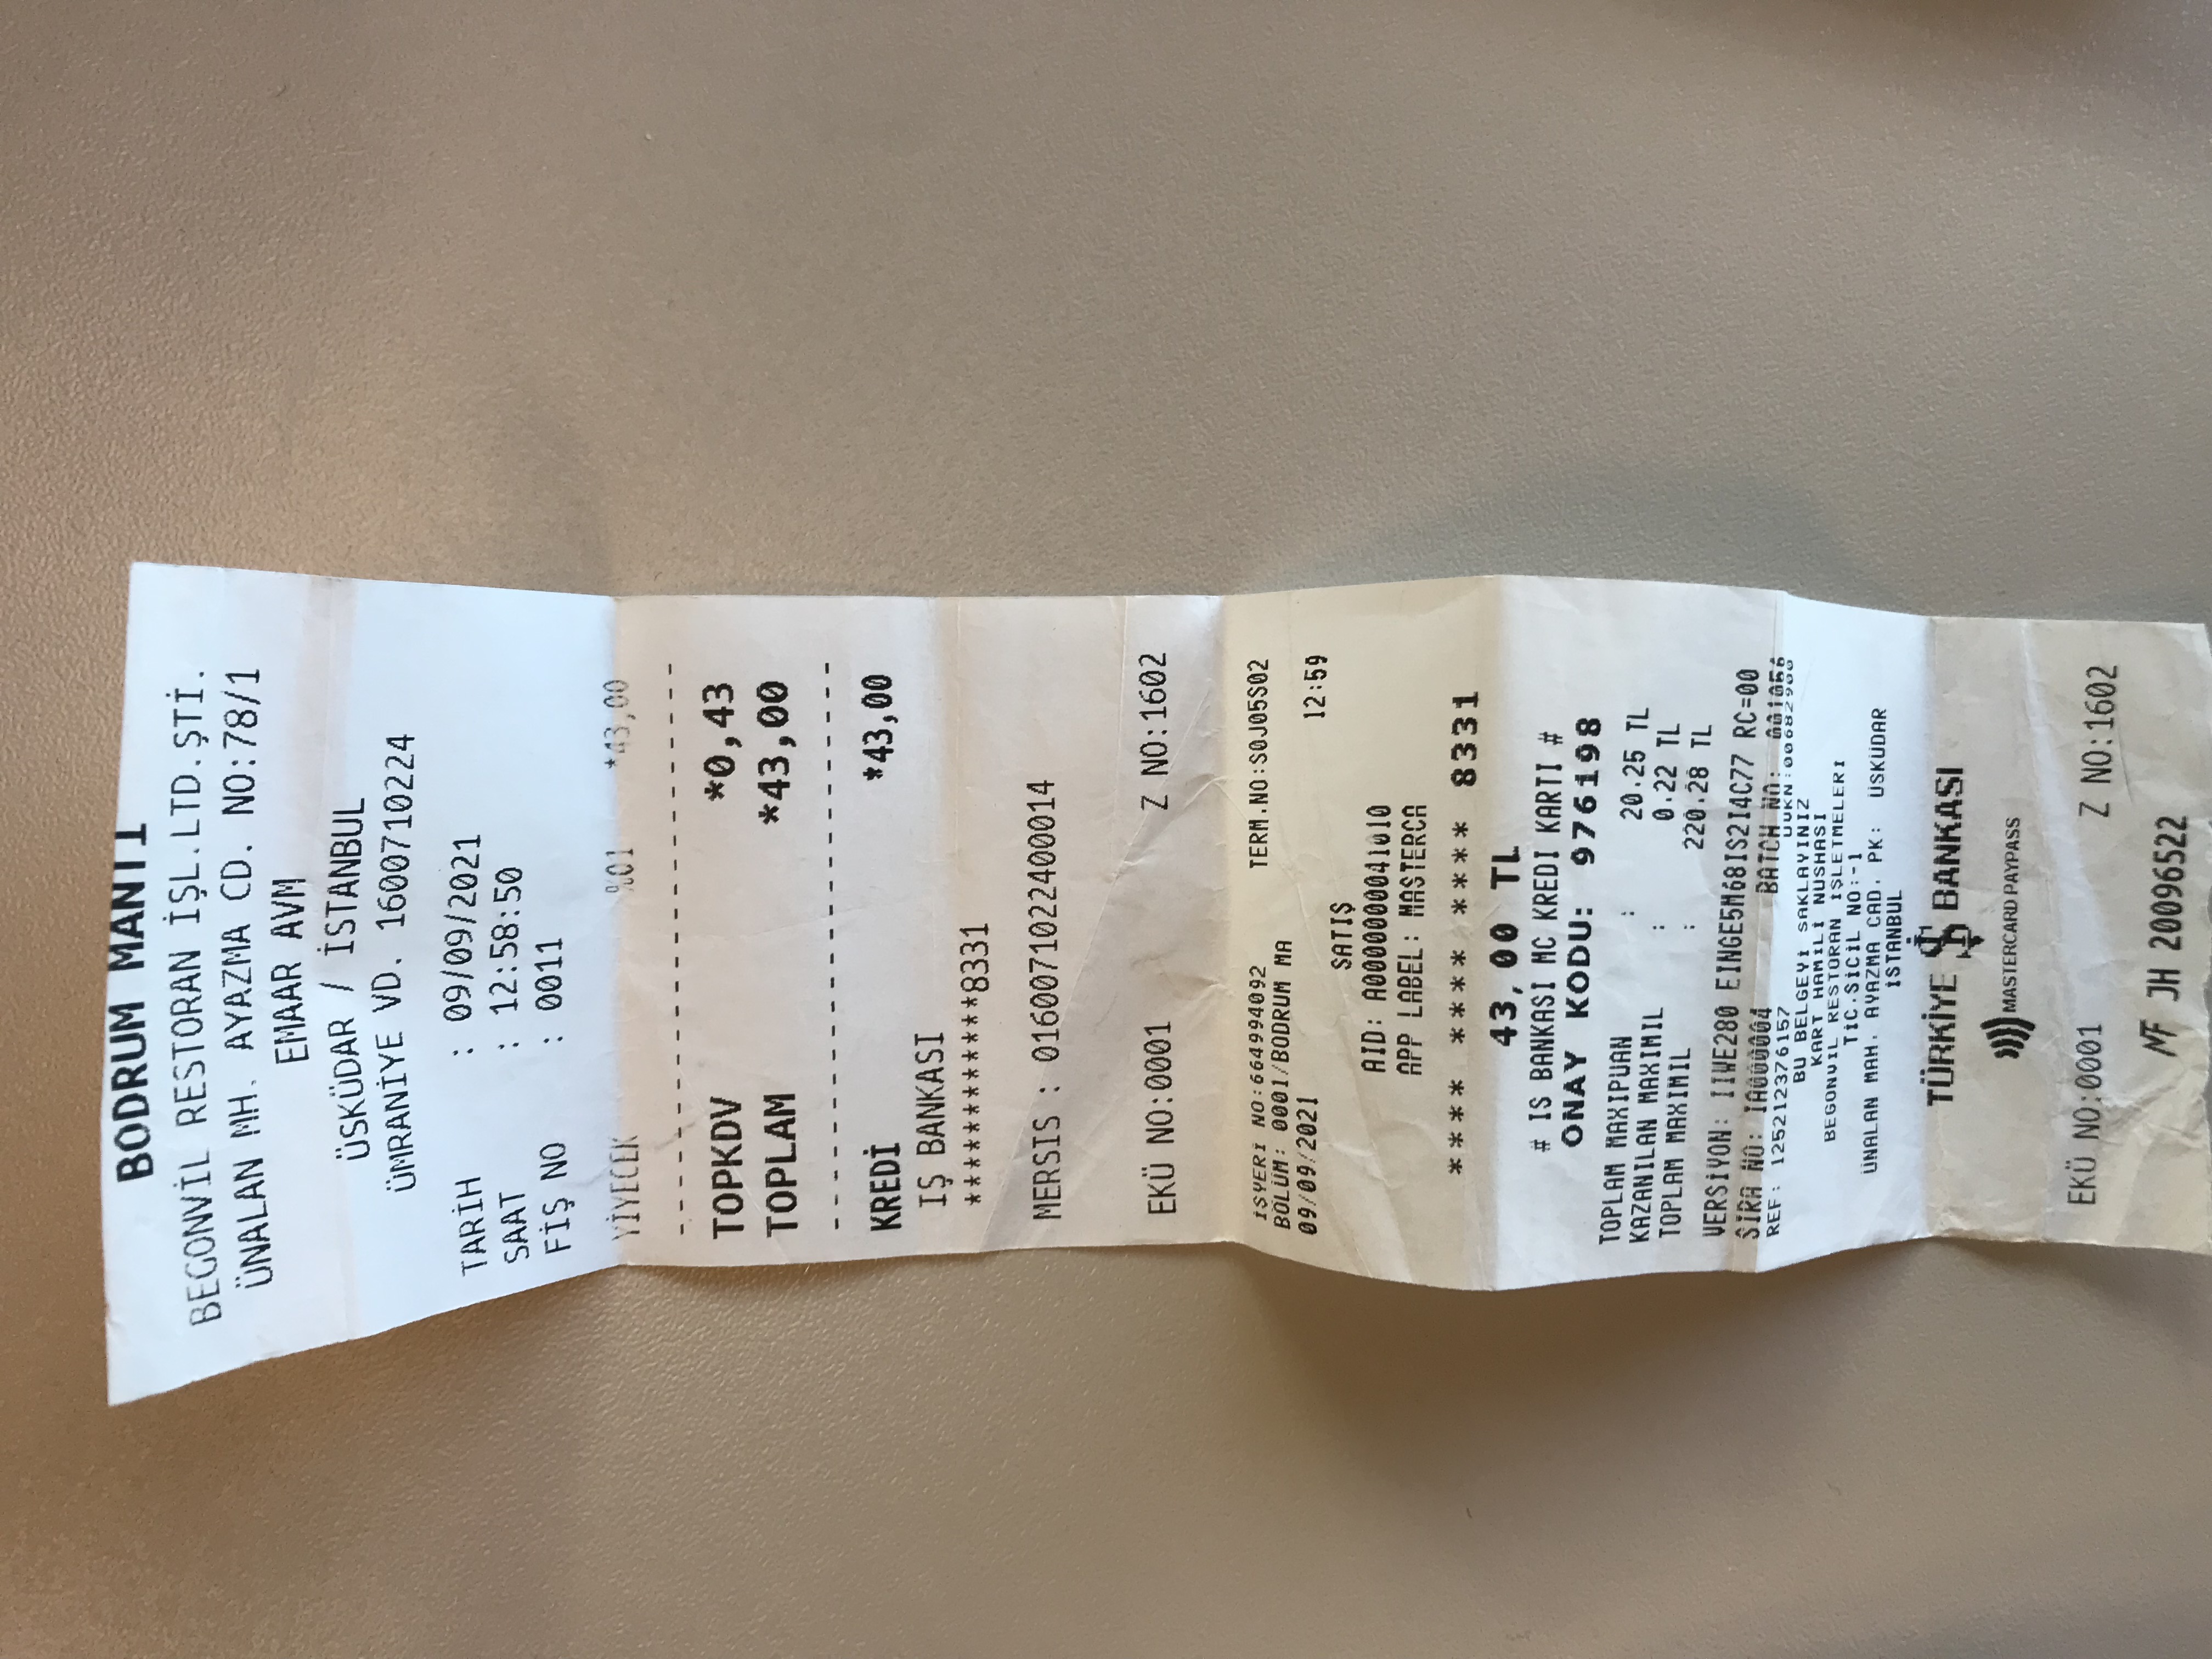 BODRUM MANTI
BEGONVİL RESTORAN İŞL.LTD.ŞTİ.
ÜNALAN MH. AYAZMA CD. NO:78/1
EMAAR AVM
ÜSKÜDAR / İSTANBUL
ÜMRANİYE VD. 1600710224
TARİH : 09/09/2021
SAAT : 12:58:50
FİŞ NO : 0011
YİYECEK %01 *43,00
TOPKDV *0,43
TOPLAM *43,00
KREDİ *43,00
IŞ BANKASI
************8331
MERSIS : 0160071022400014
EKÜ NO:0001 Z NO:1602
İŞYERİ NO:664994092 TERM.NO:S0J05S02
BÖLÜM: 0001/BODRUM MA
09/09/2021 12:59
SATIŞ
AID: A0000000041010
APP LABEL: MASTERCA
**** **** **** 8331
43,00 TL
# IS BANKASI MC KREDI KARTI #
ONAY KODU: 976198
TOPLAM MAXIPUAN : 20.25 TL
KAZANILAN MAXIMIL : 0.22 TL
TOPLAM MAXIMIL : 220.28 TL
VERSİYON: IIWE280 EINGE5M68IS2I4C77 RC=00
SIRA NO: IA000004 BATCH NO: 001056
REF: 125212376157 UUKN:00682900
BU BELGEYİ SAKLAYINIZ
KART HAMİLİ NUSHASI
BEGONVIL RESTORAN IŞLETMELERI
TİC.SİCİL NO:-1
ÜNALAN MAH. AYAZMA CAD. PK: ÜSKÜDAR
İSTANBUL
TÜRKİYE İŞ BANKASI
MASTERCARD PAYPASS
EKÜ NO:0001 Z NO:1602
MF JH 20096522